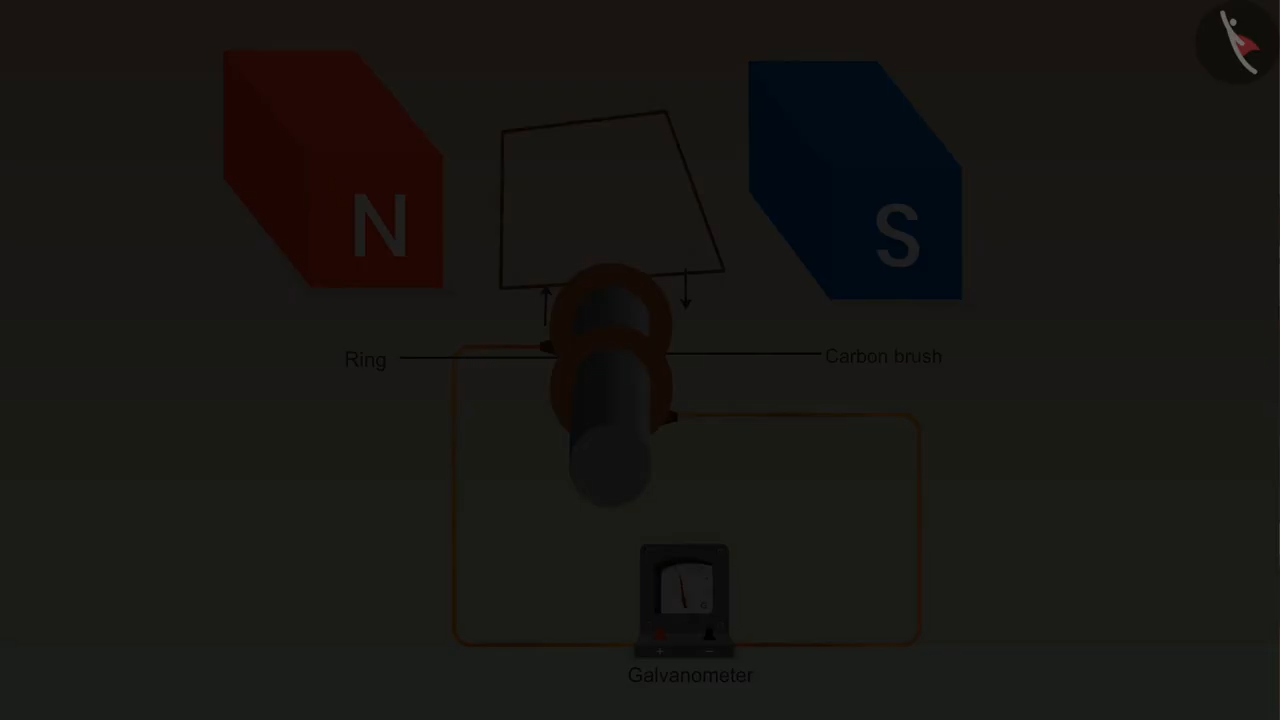 N
S
Ring
Carbon brush
+ −
Galvanometer